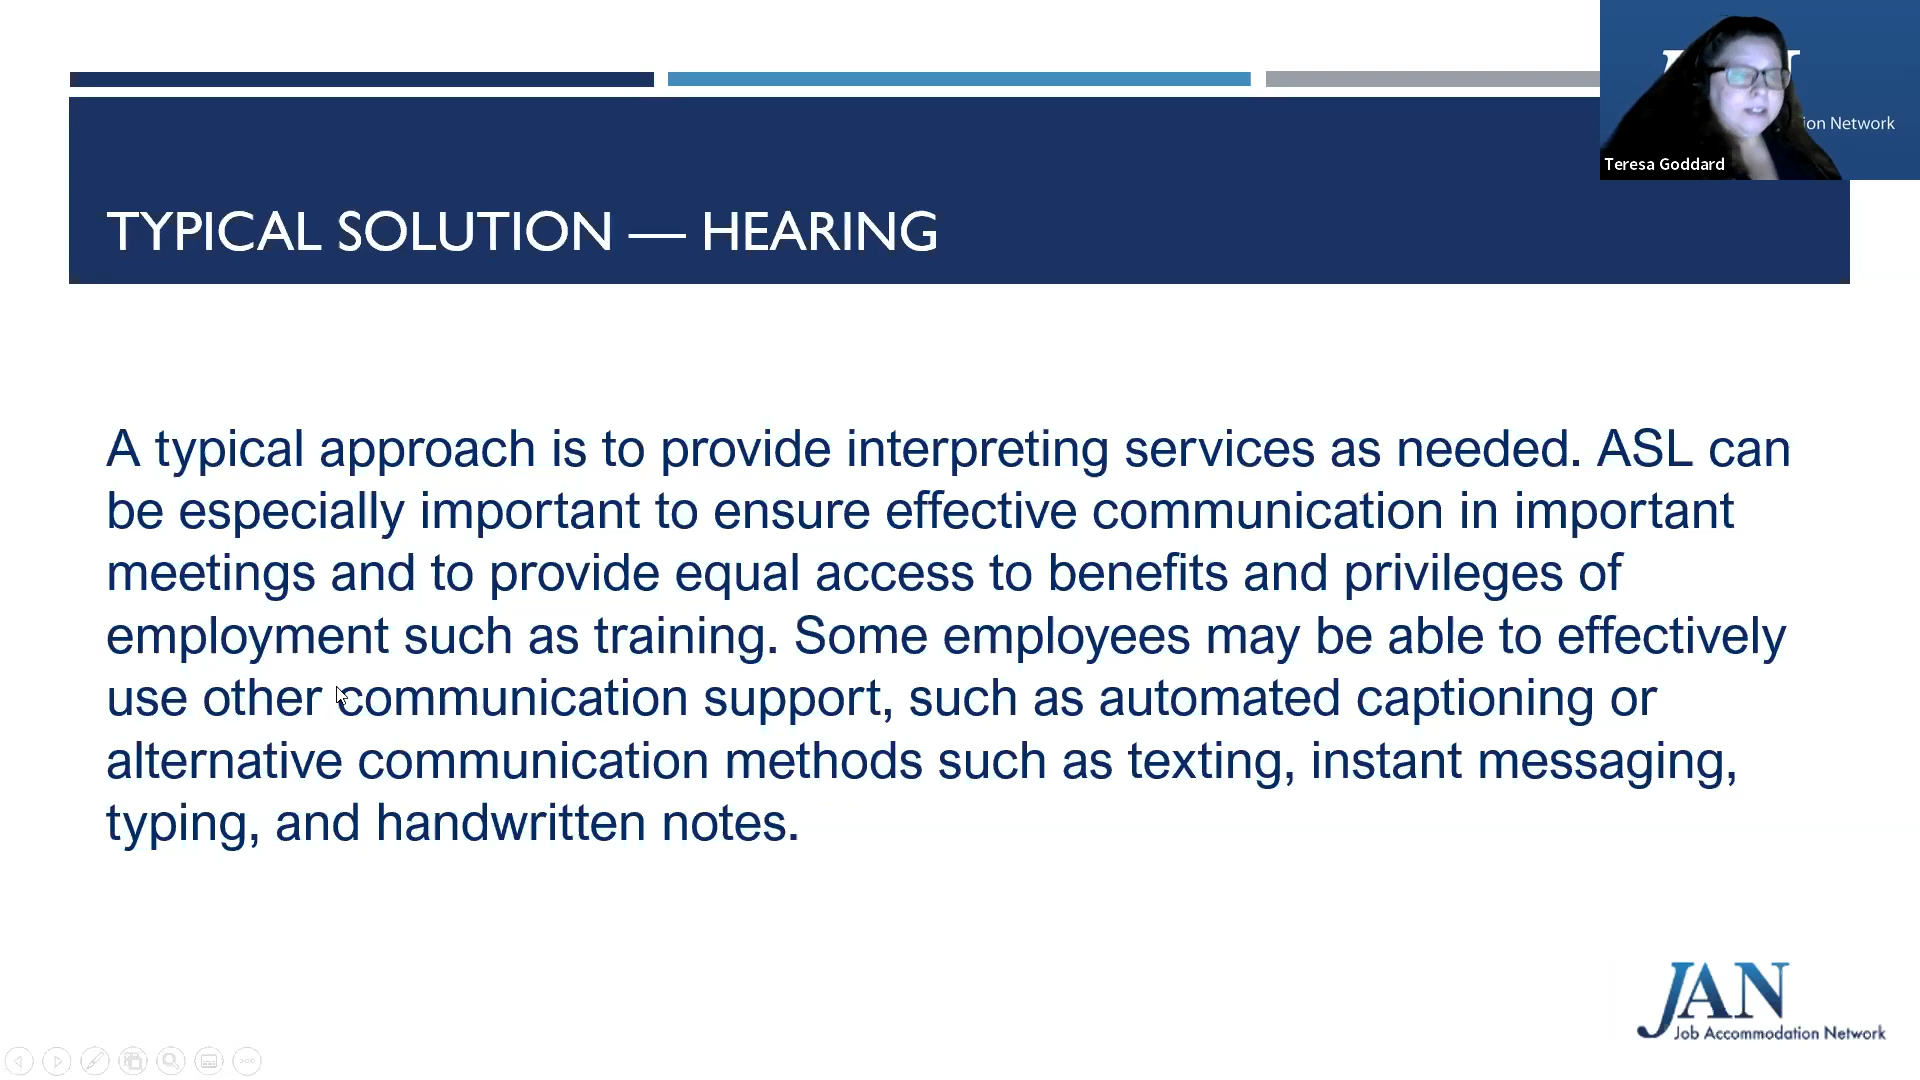 ion Network
Teresa Goddard
TYPICAL SOLUTION — HEARING
A typical approach is to provide interpreting services as needed. ASL can
be especially important to ensure effective communication in important
meetings and to provide equal access to benefits and privileges of
employment such as training. Some employees may be able to effectively
use other communication support, such as automated captioning or
alternative communication methods such as texting, instant messaging,
typing, and handwritten notes.
JAN
Job Accommodation Network